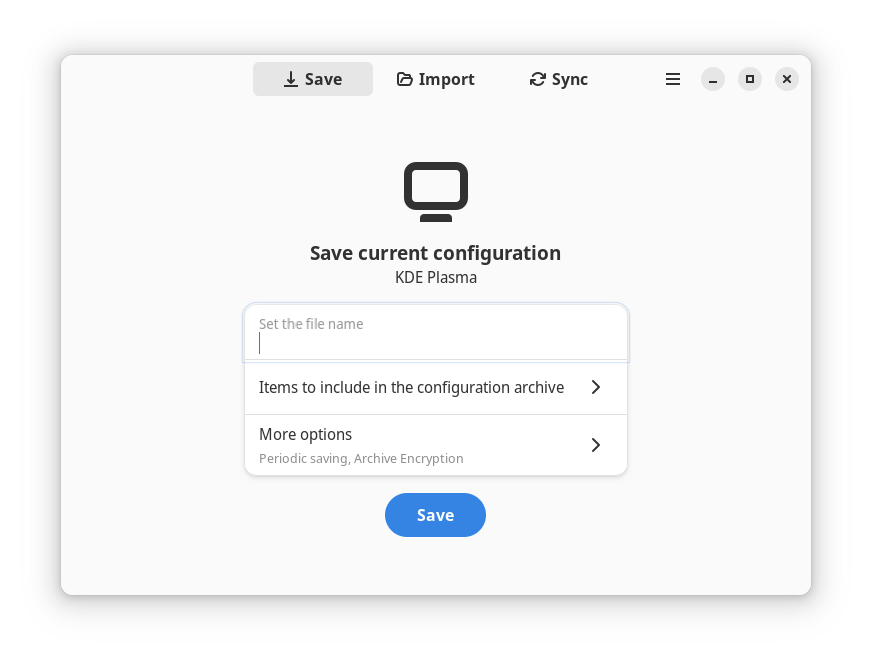 Save
Import
Sync
Save current configuration
KDE Plasma
Set the file name
Items to include in the configuration archive
More options
Periodic saving, Archive Encryption
Save